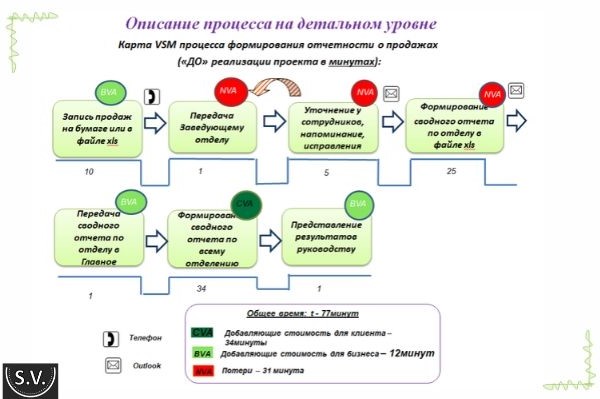 Описание процесса на детальном уровне
Карта VSM процесса формирования отчетности о продажах
(«ДО» реализации проекта в минутах):
BVA
NVA
NVA
NVA
Запись продаж
на бумаге или в
файле xls
Передача
Заведующему
отделу
Уточнение у
сотрудников,
напоминание,
исправления
Формирование
сводного отчета
по отделу в
файле xls
10
1
5
25
BVA
CVA
BVA
Передача
сводного
отчета по
отделу в
Главное
Формирован
сводного
отчета по
всему
отделению
Представление
результатов
руководству
1
34
1
Общее время: t - 77минут
CVA
Добавляющие стоимость для клиента –
34минуты
BVA
Добавляющие стоимость для бизнеса – 12минут
NVA
Потери – 31 минута
Телефон
Outlook
S.V.